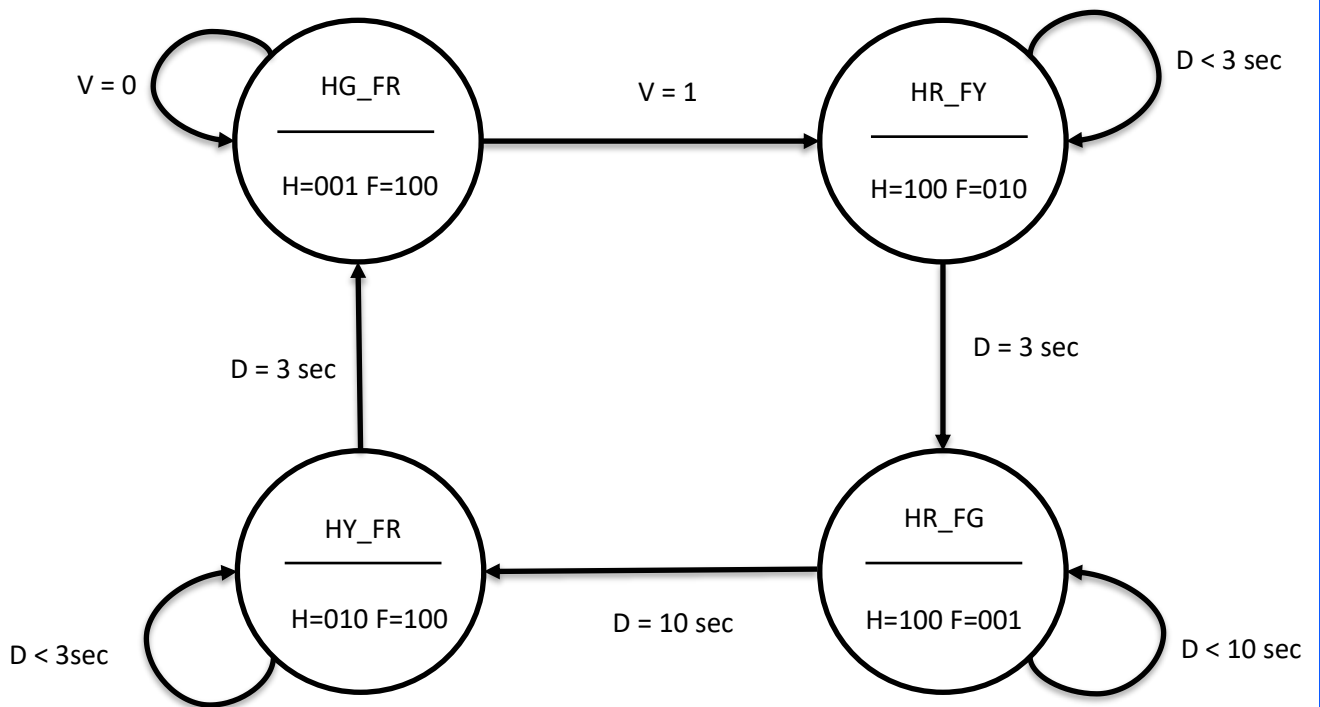 V = 0
HG_FR
H=001 F=100
V = 1
HR_FY
H=100 F=010
D < 3 sec
D = 3 sec
D = 3 sec
HY_FR
H=010 F=100
D < 3sec
D = 10 sec
HR_FG
H=100 F=001
D < 10 sec